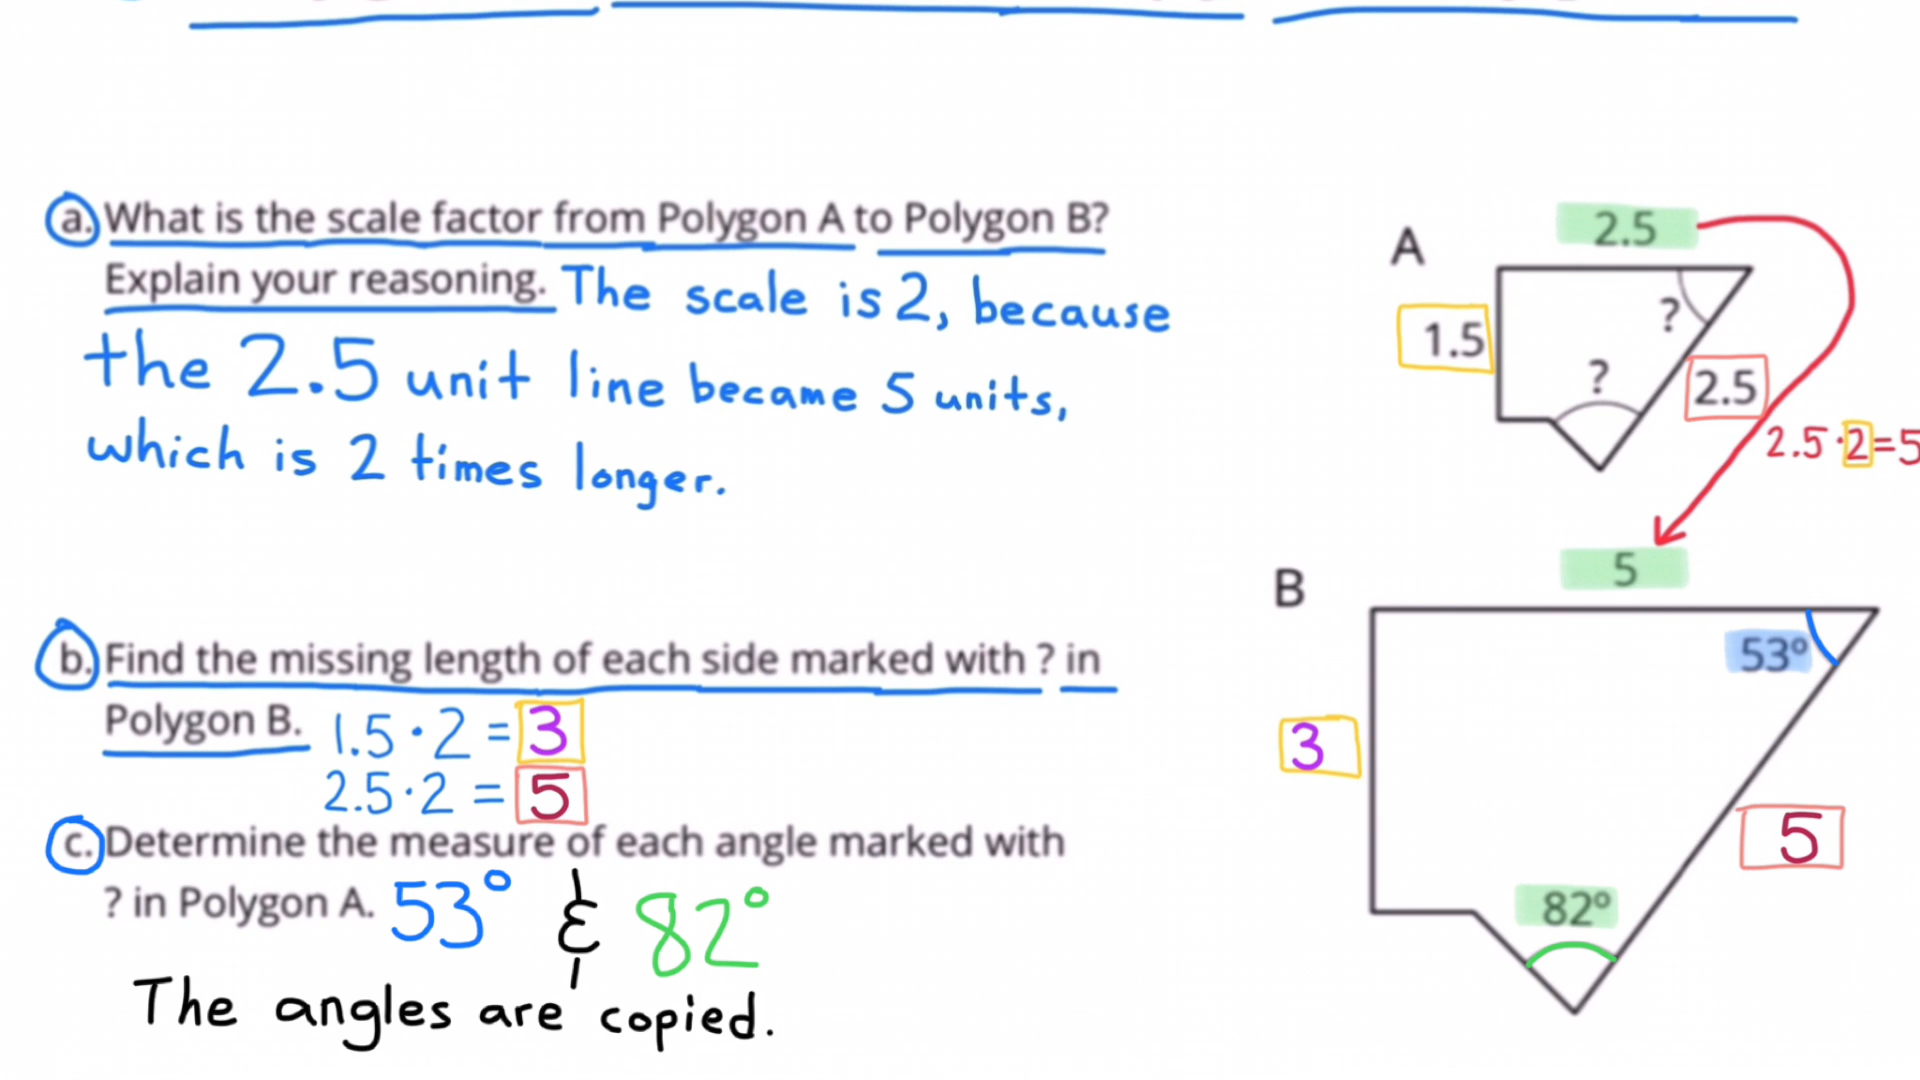 a. What is the scale factor from Polygon A to Polygon B?
Explain your reasoning. The scale is 2, because
the 2.5 unit line became 5 units,
which is 2 times longer.
b. Find the missing length of each side marked with ? in
Polygon B. 1.5 · 2 = 3
2.5 · 2 = 5
c. Determine the measure of each angle marked with
? in Polygon A. 53° & 82°
The angles are copied.
A
2.5
1.5
?
?
2.5
2.5 · 2 = 5
B
5
53°
3
5
82°